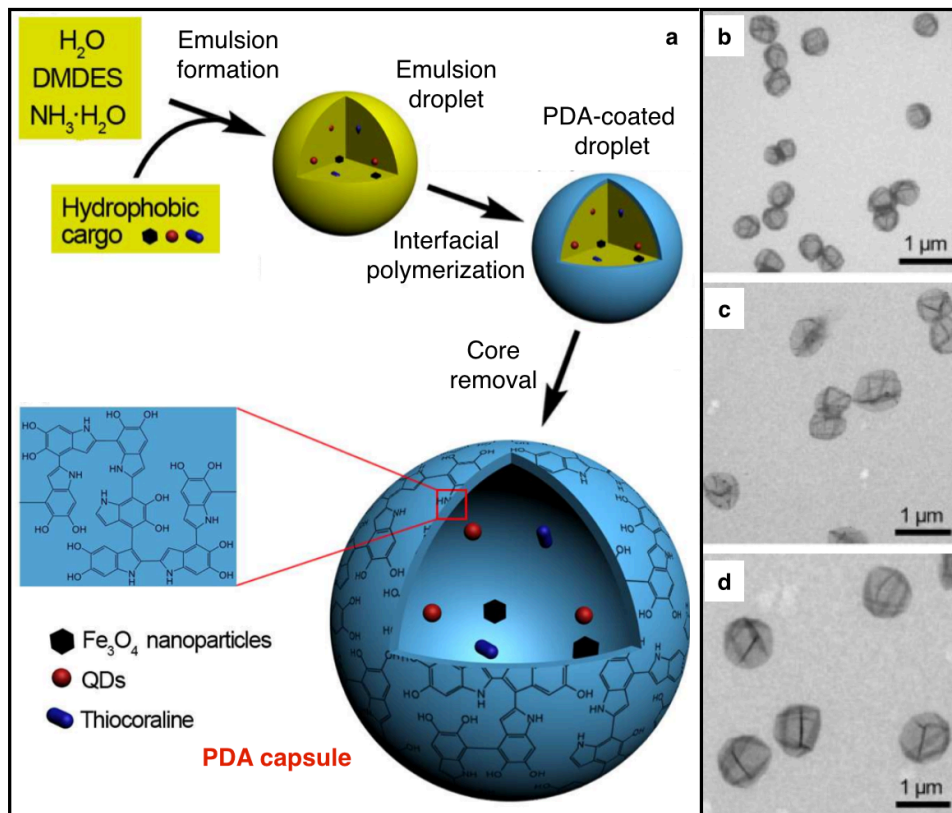 a
H₂O
DMDES
NH₃·H₂O
Emulsion
formation
Emulsion
droplet
PDA-coated
droplet
Hydrophobic
cargo
Interfacial
polymerization
Core
removal
Fe₃O₄ nanoparticles
QDs
Thiocoraline
PDA capsule
b
1 µm
c
1 µm
d
1 µm